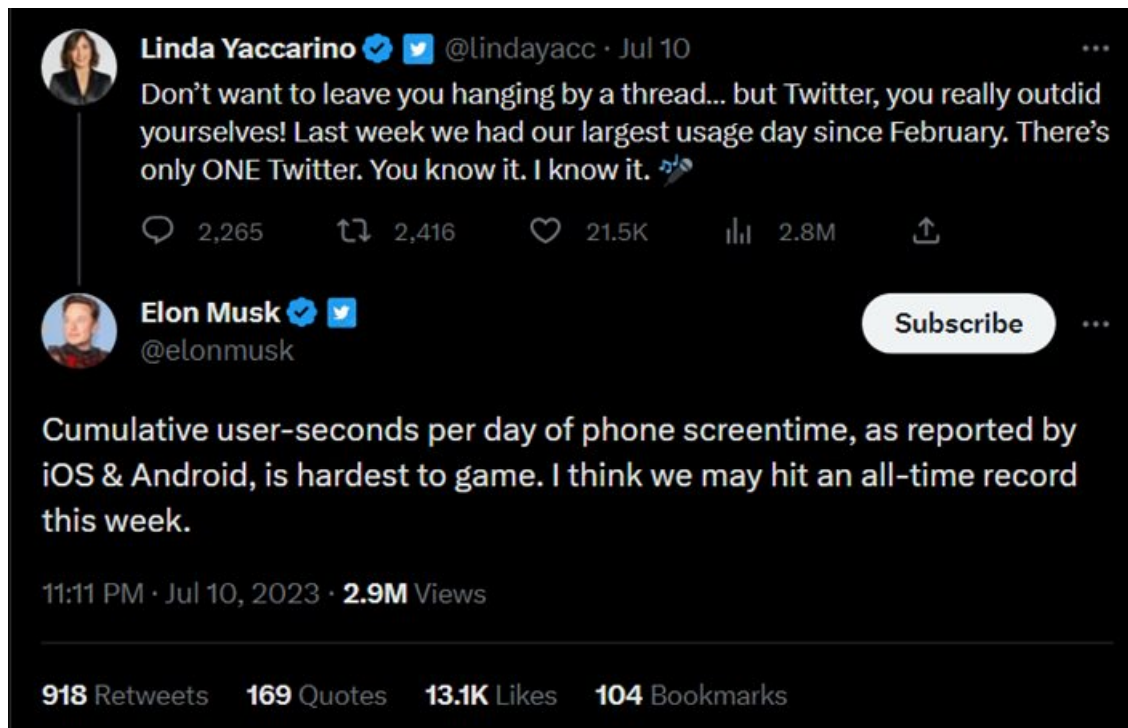 Linda Yaccarino @lindayacc · Jul 10
Don’t want to leave you hanging by a thread... but Twitter, you really outdid
yourselves! Last week we had our largest usage day since February. There’s
only ONE Twitter. You know it. I know it. 🎤
2,265 2,416 21.5K 2.8M
Elon Musk
@elonmusk
Subscribe
Cumulative user-seconds per day of phone screentime, as reported by
iOS & Android, is hardest to game. I think we may hit an all-time record
this week.
11:11 PM · Jul 10, 2023 · 2.9M Views
918 Retweets 169 Quotes 13.1K Likes 104 Bookmarks